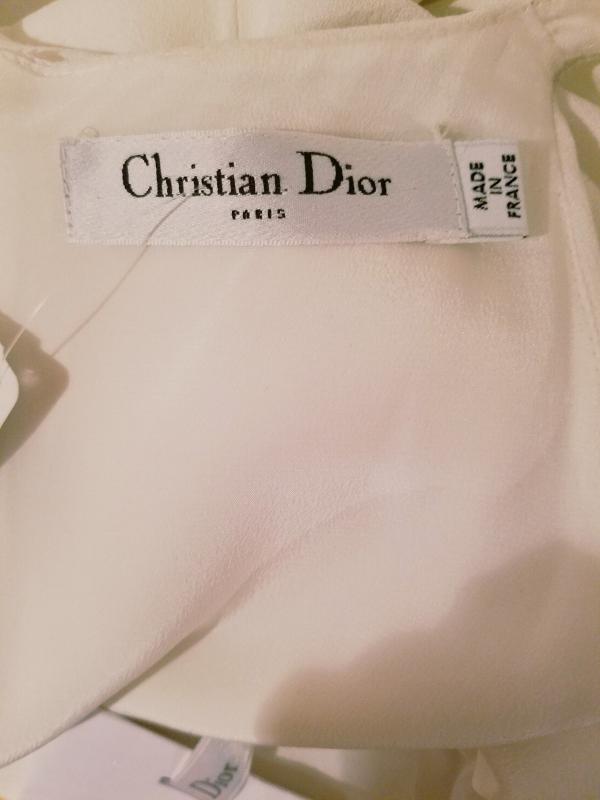 Christian Dior
PARIS
MADE
IN
FRANCE
Dior